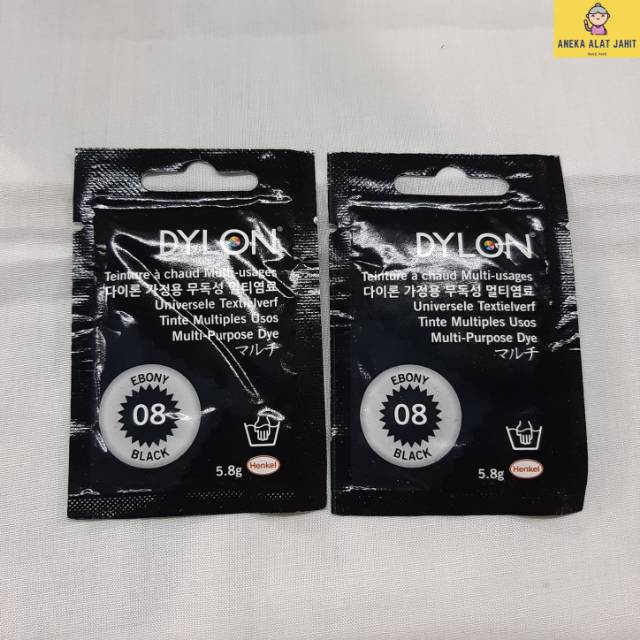 ANEKA ALAT JAHIT
DYLON
Teinture à chaud Multi-usages
다이론 가정용 무독성 멀티염료
Universele Textielverf
Tinte Multiples Usos
Multi-Purpose Dye
マルチ
EBONY
08
BLACK
5.8g
Henkel
DYLON
Teinture à chaud Multi-usages
다이론 가정용 무독성 멀티염료
Universele Textielverf
Tinte Multiples Usos
Multi-Purpose Dye
マルチ
EBONY
08
BLACK
5.8g
Henkel